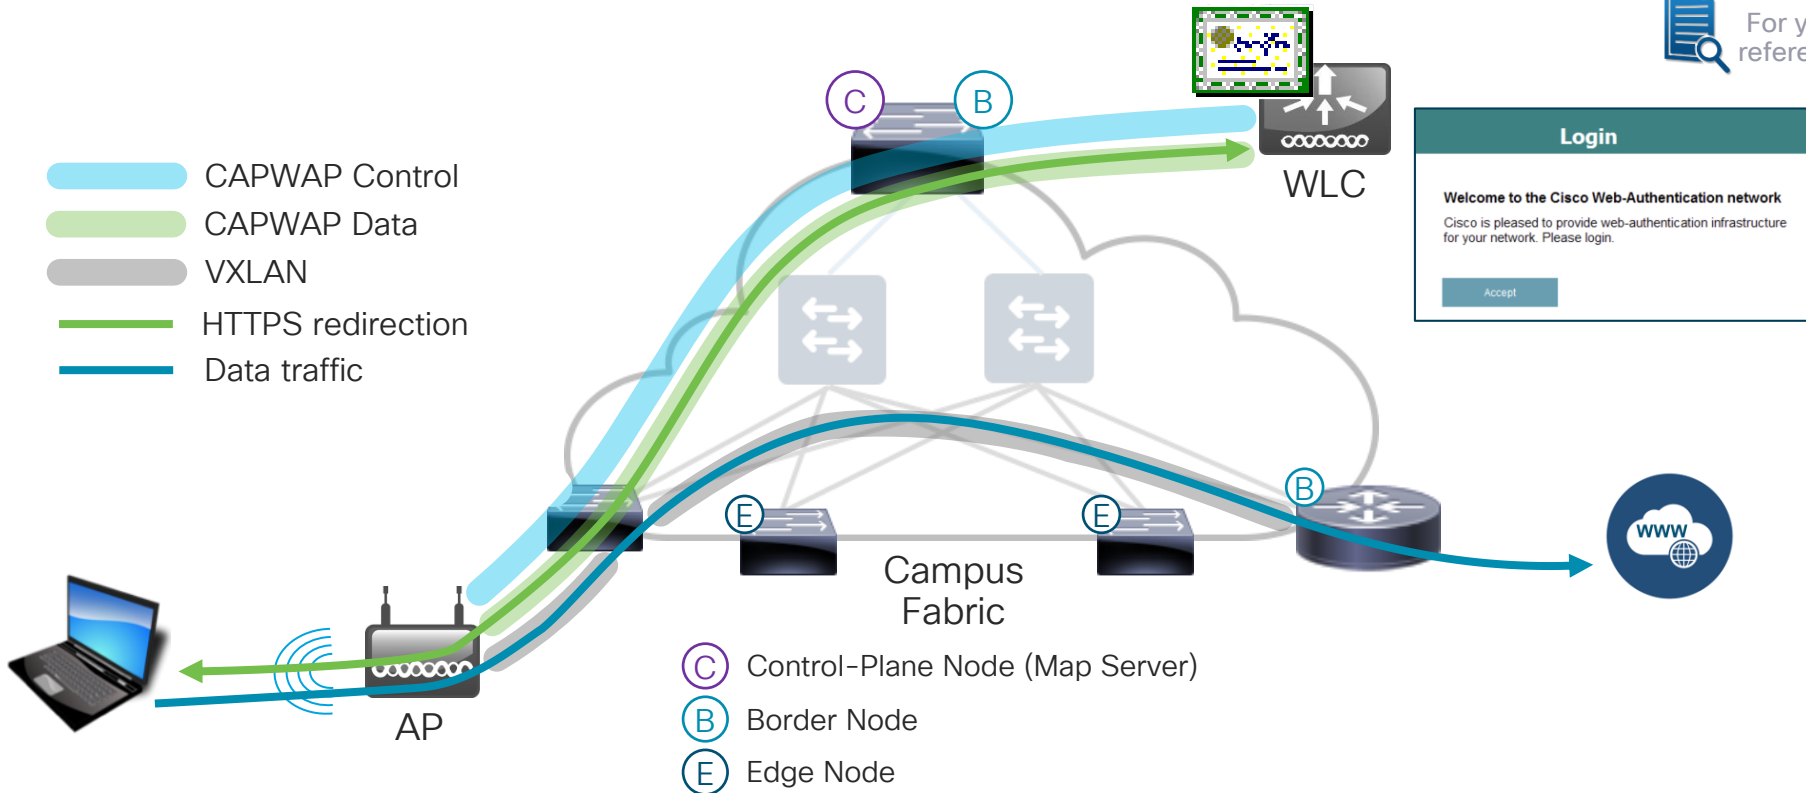 For y
refere
C
B
CAPWAP Control
CAPWAP Data
VXLAN
HTTPS redirection
Data traffic
WLC
Login
Welcome to the Cisco Web-Authentication network
Cisco is pleased to provide web-authentication infrastructure
for your network. Please login.
Accept
E
E
B
WWW
Campus
Fabric
AP
C Control-Plane Node (Map Server)
B Border Node
E Edge Node